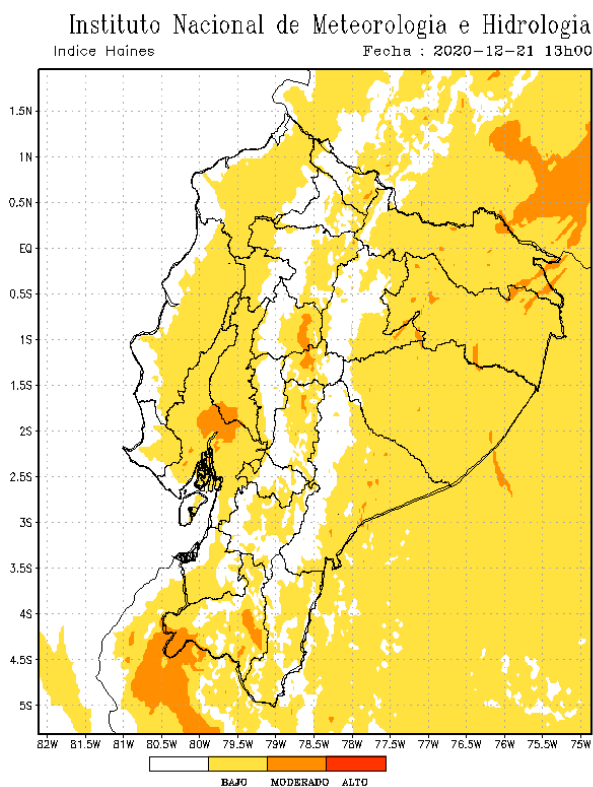 Instituto Nacional de Meteorologia e Hidrologia
Indice Haines Fecha : 2020-12-21 13h00
1.5N
1N
0.5N
EQ
0.5S
1S
1.5S
2S
2.5S
3S
3.5S
4S
4.5S
5S
82W 81.5W 81W 80.5W 80W 79.5W 79W 78.5W 78W 77.5W 77W 76.5W 76W 75.5W 75W
BAJO MODERADO ALTO